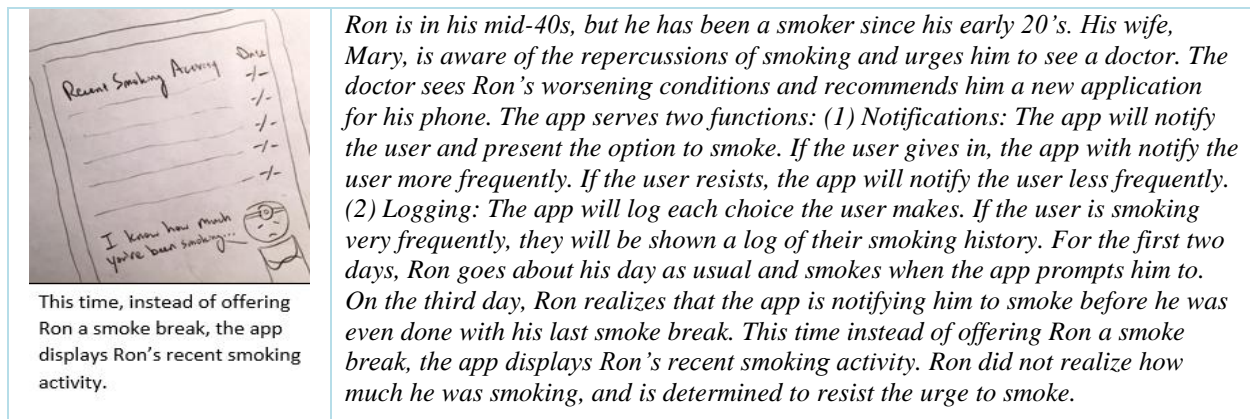 Recent Smoking Activity Date
-/-
-/-
-/-
-/-
-/-
I know how much
you've been smoking...
This time, instead of offering
Ron a smoke break, the app
displays Ron's recent smoking
activity.
Ron is in his mid-40s, but he has been a smoker since his early 20's. His wife,
Mary, is aware of the repercussions of smoking and urges him to see a doctor. The
doctor sees Ron's worsening conditions and recommends him a new application
for his phone. The app serves two functions: (1) Notifications: The app will notify
the user and present the option to smoke. If the user gives in, the app with notify the
user more frequently. If the user resists, the app will notify the user less frequently.
(2) Logging: The app will log each choice the user makes. If the user is smoking
very frequently, they will be shown a log of their smoking history. For the first two
days, Ron goes about his day as usual and smokes when the app prompts him to.
On the third day, Ron realizes that the app is notifying him to smoke before he was
even done with his last smoke break. This time instead of offering Ron a smoke
break, the app displays Ron's recent smoking activity. Ron did not realize how
much he was smoking, and is determined to resist the urge to smoke.